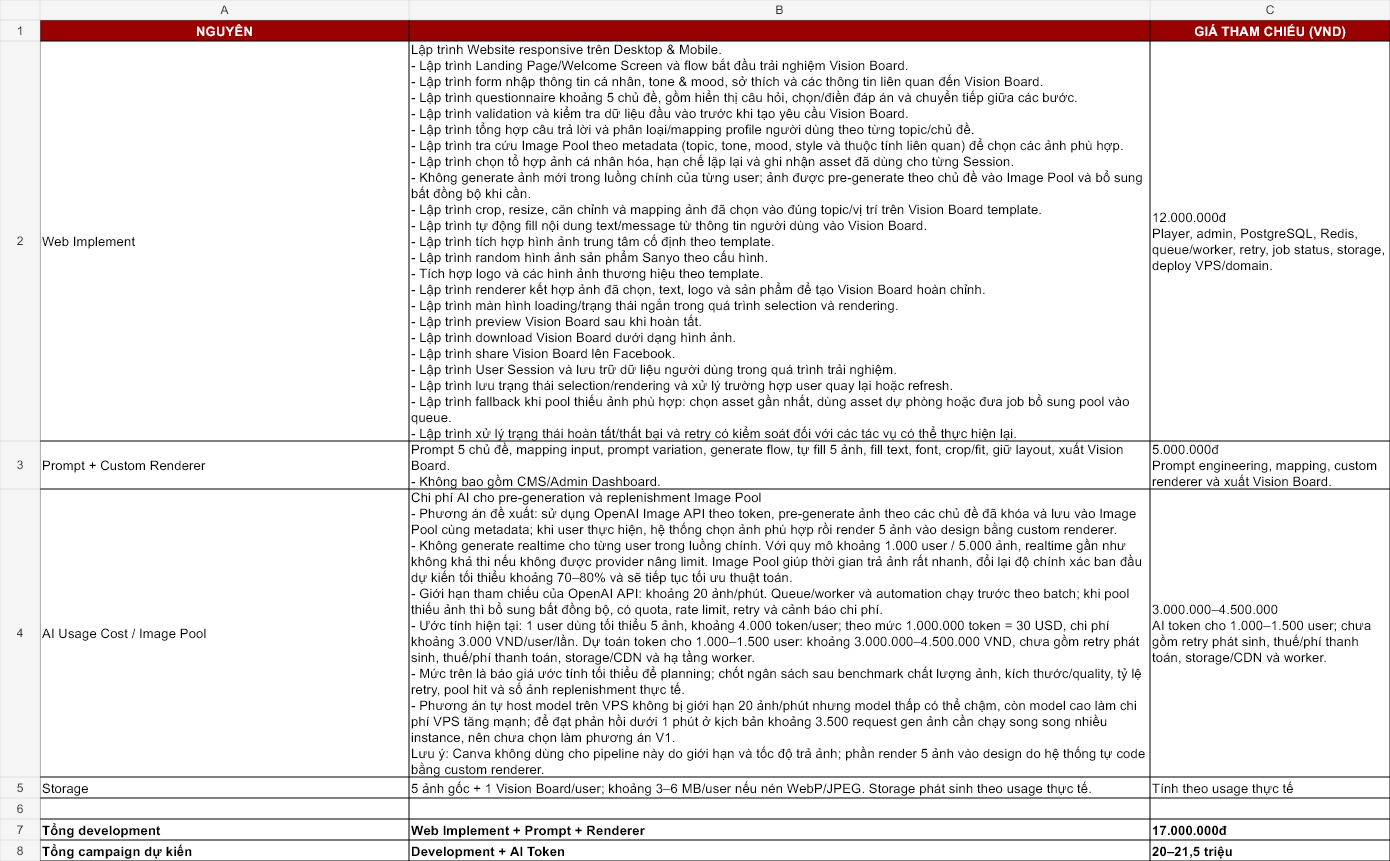 A
B
C
1
NGUYÊN
GIÁ THAM CHIẾU (VND)
2
Web Implement
Lập trình Website responsive trên Desktop & Mobile.
- Lập trình Landing Page/Welcome Screen và flow bắt đầu trải nghiệm Vision Board.
- Lập trình form nhập thông tin cá nhân, tone & mood, sở thích và các thông tin liên quan đến Vision Board.
- Lập trình questionnaire khoảng 5 chủ đề, gồm hiển thị câu hỏi, chọn/điền đáp án và chuyển tiếp giữa các bước.
- Lập trình validation và kiểm tra dữ liệu đầu vào trước khi tạo yêu cầu Vision Board.
- Lập trình tổng hợp câu trả lời và phân loại/mapping profile người dùng theo từng topic/chủ đề.
- Lập trình tra cứu Image Pool theo metadata (topic, tone, mood, style và thuộc tính liên quan) để chọn các ảnh phù hợp.
- Lập trình chọn tổ hợp ảnh cá nhân hóa, hạn chế lặp lại và ghi nhận asset đã dùng cho từng Session.
- Không generate ảnh mới trong luồng chính của từng user; ảnh được pre-generate theo chủ đề vào Image Pool và bổ sung
bất đồng bộ khi cần.
- Lập trình crop, resize, căn chỉnh và mapping ảnh đã chọn vào đúng topic/vị trí trên Vision Board template.
- Lập trình tự động fill nội dung text/message từ thông tin người dùng vào Vision Board.
- Lập trình tích hợp hình ảnh trung tâm cố định theo template.
- Lập trình random hình ảnh sản phẩm Sanyo theo cấu hình.
- Tích hợp logo và các hình ảnh thương hiệu theo template.
- Lập trình renderer kết hợp ảnh đã chọn, text, logo và sản phẩm để tạo Vision Board hoàn chỉnh.
- Lập trình màn hình loading/trạng thái ngắn trong quá trình selection và rendering.
- Lập trình preview Vision Board sau khi hoàn tất.
- Lập trình download Vision Board dưới dạng hình ảnh.
- Lập trình share Vision Board lên Facebook.
- Lập trình User Session và lưu trữ dữ liệu người dùng trong quá trình trải nghiệm.
- Lập trình lưu trạng thái selection/rendering và xử lý trường hợp user quay lại hoặc refresh.
- Lập trình fallback khi pool thiếu ảnh phù hợp: chọn asset gần nhất, dùng asset dự phòng hoặc đưa job bổ sung pool vào
queue.
- Lập trình xử lý trạng thái hoàn tất/thất bại và retry có kiểm soát đối với các tác vụ có thể thực hiện lại.
12.000.000đ
Player, admin, PostgreSQL, Redis,
queue/worker, retry, job status, storage,
deploy VPS/domain.
3
Prompt + Custom Renderer
Prompt 5 chủ đề, mapping input, prompt variation, generate flow, tự fill 5 ảnh, fill text, font, crop/fit, giữ layout, xuất Vision
Board.
- Không bao gồm CMS/Admin Dashboard.
5.000.000đ
Prompt engineering, mapping, custom
renderer và xuất Vision Board.
4
AI Usage Cost / Image Pool
Chi phí AI cho pre-generation và replenishment Image Pool
- Phương án đề xuất: sử dụng OpenAI Image API theo token, pre-generate ảnh theo các chủ đề đã khóa và lưu vào Image
Pool cùng metadata; khi user thực hiện, hệ thống chọn ảnh phù hợp rồi render 5 ảnh vào design bằng custom renderer.
- Không generate realtime cho từng user trong luồng chính. Với quy mô khoảng 1.000 user / 5.000 ảnh, realtime gần như
không khả thi nếu không được provider nâng limit. Image Pool giúp thời gian trả ảnh rất nhanh, đổi lại độ chính xác ban đầu
dự kiến tối thiểu khoảng 70–80% và sẽ tiếp tục tối ưu thuật toán.
- Giới hạn tham chiếu của OpenAI API: khoảng 20 ảnh/phút. Queue/worker và automation chạy trước theo batch; khi pool
thiếu ảnh thì bổ sung bất đồng bộ, có quota, rate limit, retry và cảnh báo chi phí.
- Ước tính hiện tại: 1 user dùng tối thiểu 5 ảnh, khoảng 4.000 token/user; theo mức 1.000.000 token = 30 USD, chi phí
khoảng 3.000 VND/user/lần. Dự toán token cho 1.000–1.500 user: khoảng 3.000.000–4.500.000 VND, chưa gồm retry phát
sinh, thuế/phí thanh toán, storage/CDN và hạ tầng worker.
- Mức trên là báo giá ước tính tối thiểu để planning; chốt ngân sách sau benchmark chất lượng ảnh, kích thước/quality, tỷ lệ
retry, pool hit và số ảnh replenishment thực tế.
- Phương án tự host model trên VPS không bị giới hạn 20 ảnh/phút nhưng model thấp có thể chậm, còn model cao làm chi
phí VPS tăng mạnh; để đạt phản hồi dưới 1 phút ở kịch bản khoảng 3.500 request gen ảnh cần chạy song song nhiều
instance, nên chưa chọn làm phương án V1.
Lưu ý: Canva không dùng cho pipeline này do giới hạn và tốc độ trả ảnh; phần render 5 ảnh vào design do hệ thống tự code
bằng custom renderer.
3.000.000–4.500.000
AI token cho 1.000–1.500 user; chưa
gồm retry phát sinh, thuế/phí thanh
toán, storage/CDN và worker.
5
Storage
5 ảnh gốc + 1 Vision Board/user; khoảng 3–6 MB/user nếu nén WebP/JPEG. Storage phát sinh theo usage thực tế.
Tính theo usage thực tế
6
7
Tổng development
Web Implement + Prompt + Renderer
17.000.000đ
8
Tổng campaign dự kiến
Development + AI Token
20–21,5 triệu